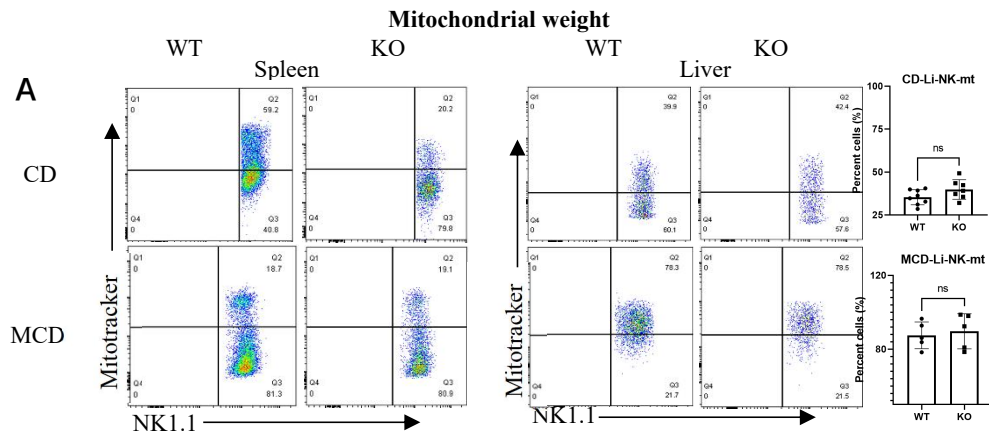 Mitochondrial weight
WT KO WT KO
Spleen Liver
A
CD
MCD
Mitotracker
NK1.1
Mitotracker
NK1.1
Q1
0
Q2
59.2
Q4
0
Q3
40.8
Q1
0
Q2
20.2
Q4
0
Q3
79.8
Q1
0
Q2
39.9
Q4
0
Q3
60.1
Q1
0
Q2
42.4
Q4
0
Q3
57.6
Q1
0
Q2
18.7
Q4
0
Q3
81.3
Q1
0
Q2
19.1
Q4
0
Q3
80.9
Q1
0
Q2
78.3
Q4
0
Q3
21.7
Q1
0
Q2
78.5
Q4
0
Q3
21.5
CD-Li-NK-mt
Percent cells (%)
100
75
50
25
ns
WT KO
MCD-Li-NK-mt
Percent cells (%)
120
80
ns
WT KO